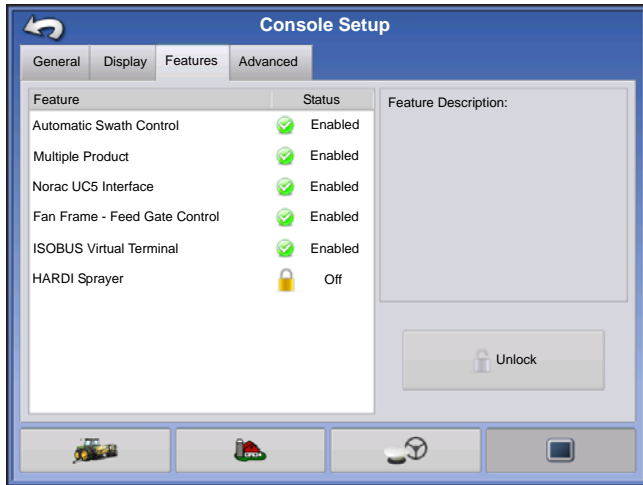 Console Setup
General Display Features Advanced
Feature Status
Automatic Swath Control Enabled
Multiple Product Enabled
Norac UC5 Interface Enabled
Fan Frame - Feed Gate Control Enabled
ISOBUS Virtual Terminal Enabled
HARDI Sprayer Off
Feature Description:
Unlock